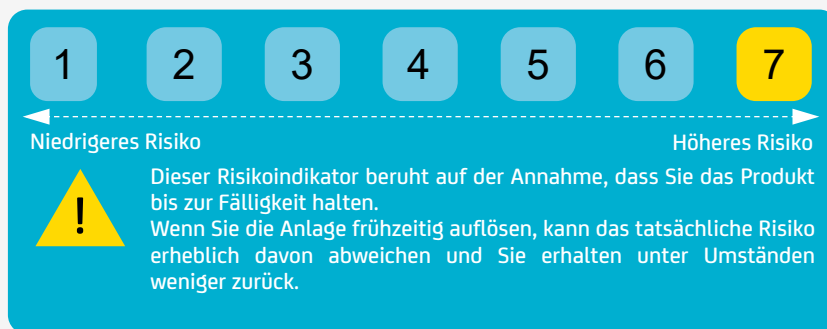 1 2 3 4 5 6 7
Niedrigeres Risiko Höheres Risiko
!
Dieser Risikoindikator beruht auf der Annahme, dass Sie das Produkt
bis zur Fälligkeit halten.
Wenn Sie die Anlage frühzeitig auflösen, kann das tatsächliche Risiko
erheblich davon abweichen und Sie erhalten unter Umständen
weniger zurück.